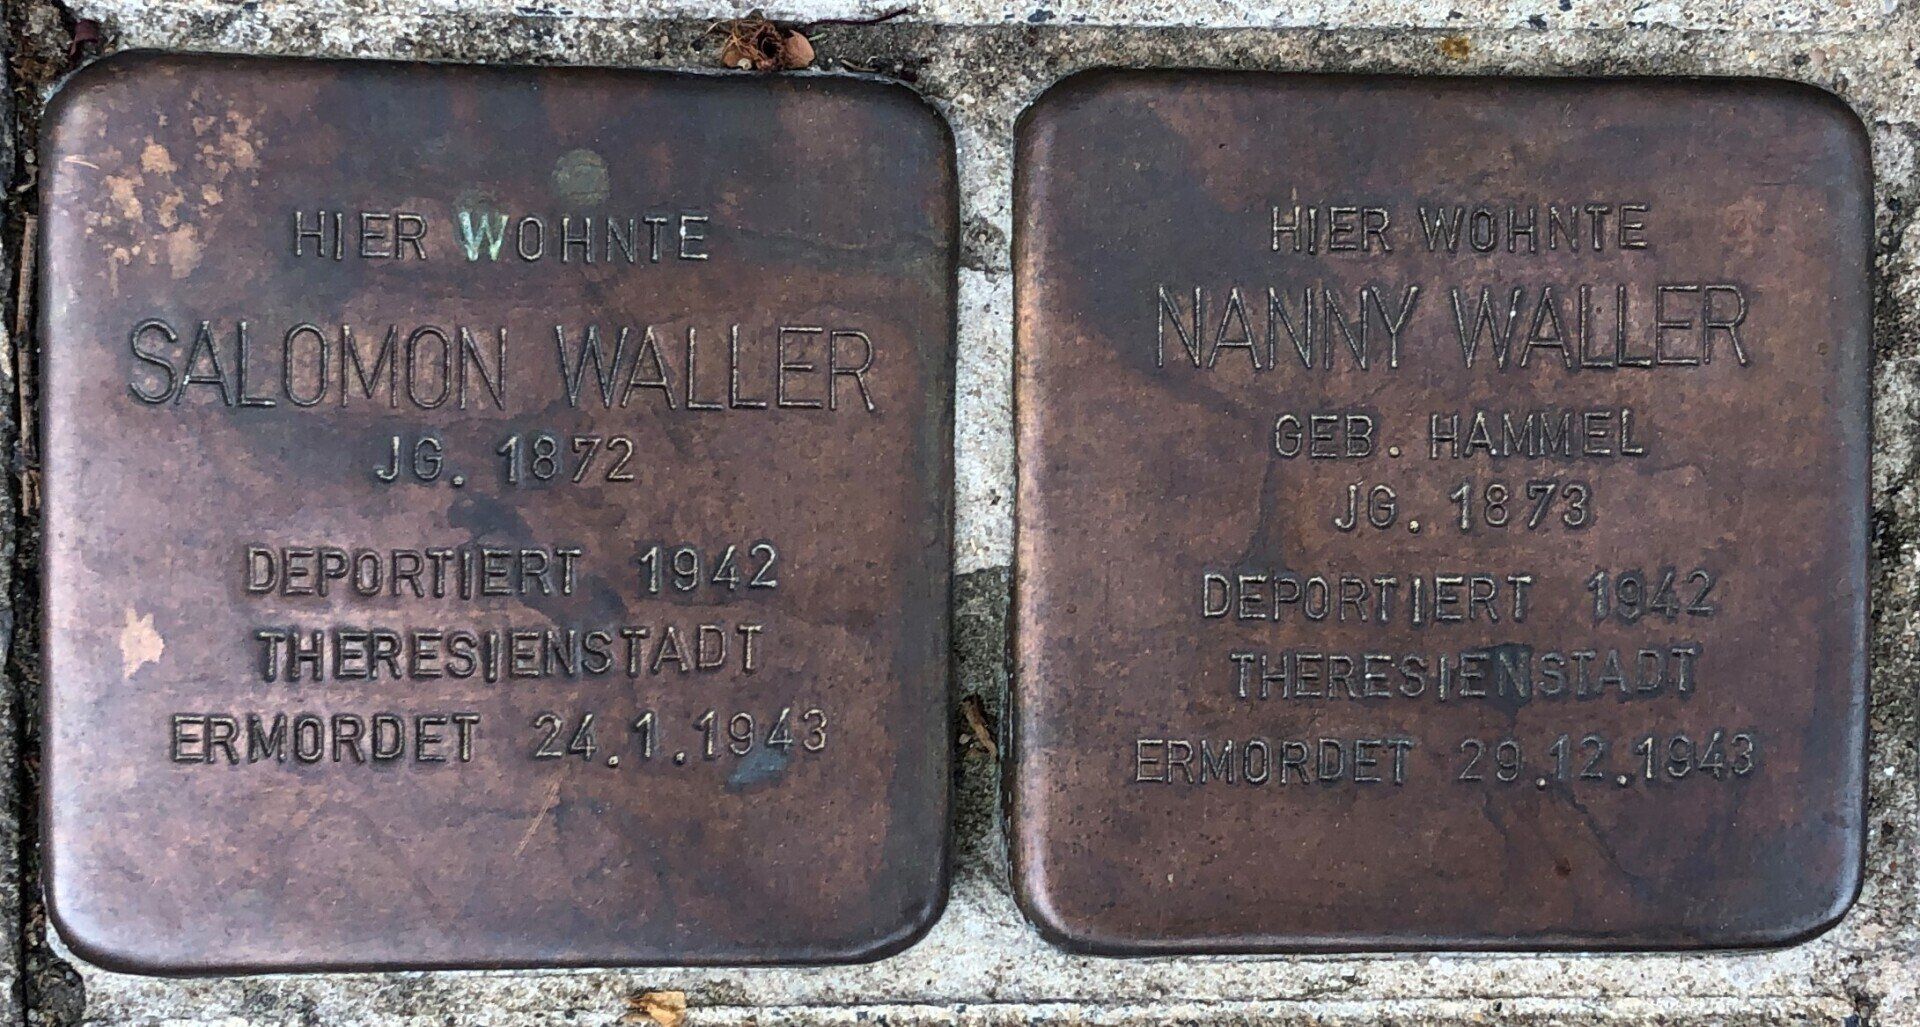 HIER WOHNTE
SALOMON WALLER
JG. 1872
DEPORTIERT 1942
THERESIENSTADT
ERMORDET 24.1.1943
HIER WOHNTE
NANNY WALLER
GEB. HAMMEL
JG. 1873
DEPORTIERT 1942
THERESIENSTADT
ERMORDET 29.12.1943